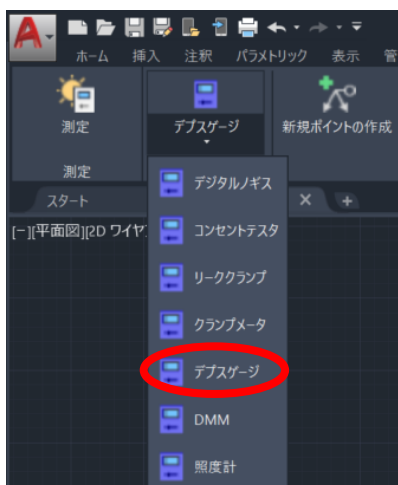 A
ホーム 挿入 注釈 パラメトリック 表示 管
測定 デプスゲージ 新規ポイントの作成
測定
スタート
[−][平面図][2D ワイヤ
デジタルノギス
コンセントテスタ
リーククランプ
クランプメータ
デプスゲージ
DMM
照度計